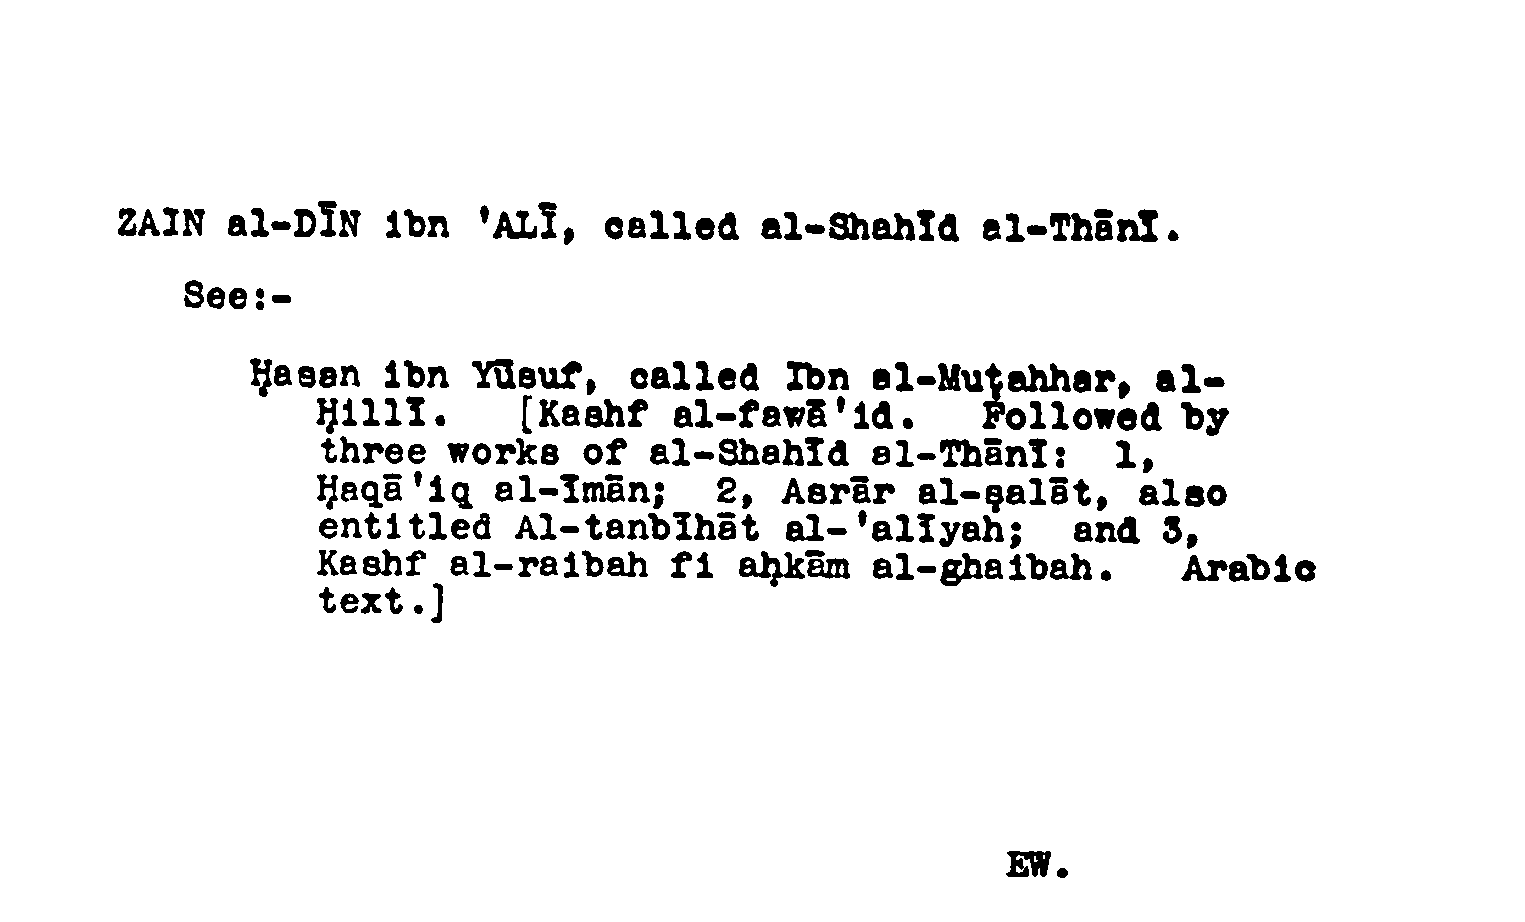 ZAIN al-DĪN ibn 'ALĪ, called al-Shahīd al-Thānī.
See:-
Ḥasan ibn Yūsuf, called Ibn al-Muṭahhar, al-
Ḥillī. [Kashf al-fawā'id. Followed by
three works of al-Shahīd al-Thānī: 1,
Ḥaqā'iq al-īmān; 2, Asrār al-ṣalāt, also
entitled Al-tanbīhāt al-'alīyah; and 3,
Kashf al-raibah fi aḥkām al-ghaibah. Arabic
text.]
EW.